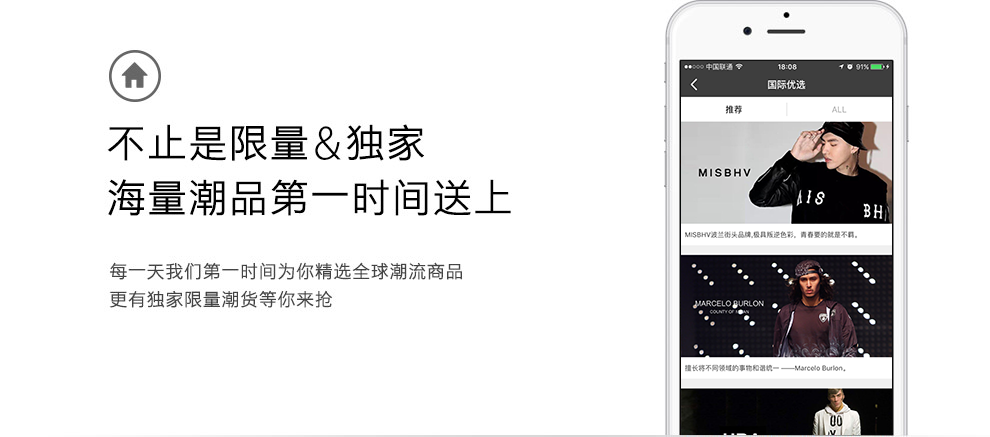 不止是限量&独家
海量潮品第一时间送上
每一天我们第一时间为你精选全球潮流商品
更有独家限量潮货等你来抢
中国联通 18:08 91%
国际优选
推荐 ALL
MISBHV
MIS BH
MISBHV波兰街头品牌,极具叛逆色彩，青春要的就是不羁。
MARCELO BURLON
COUNTY OF MILAN
擅长将不同领域的事物和谐统一 ——Marcelo Burlon。